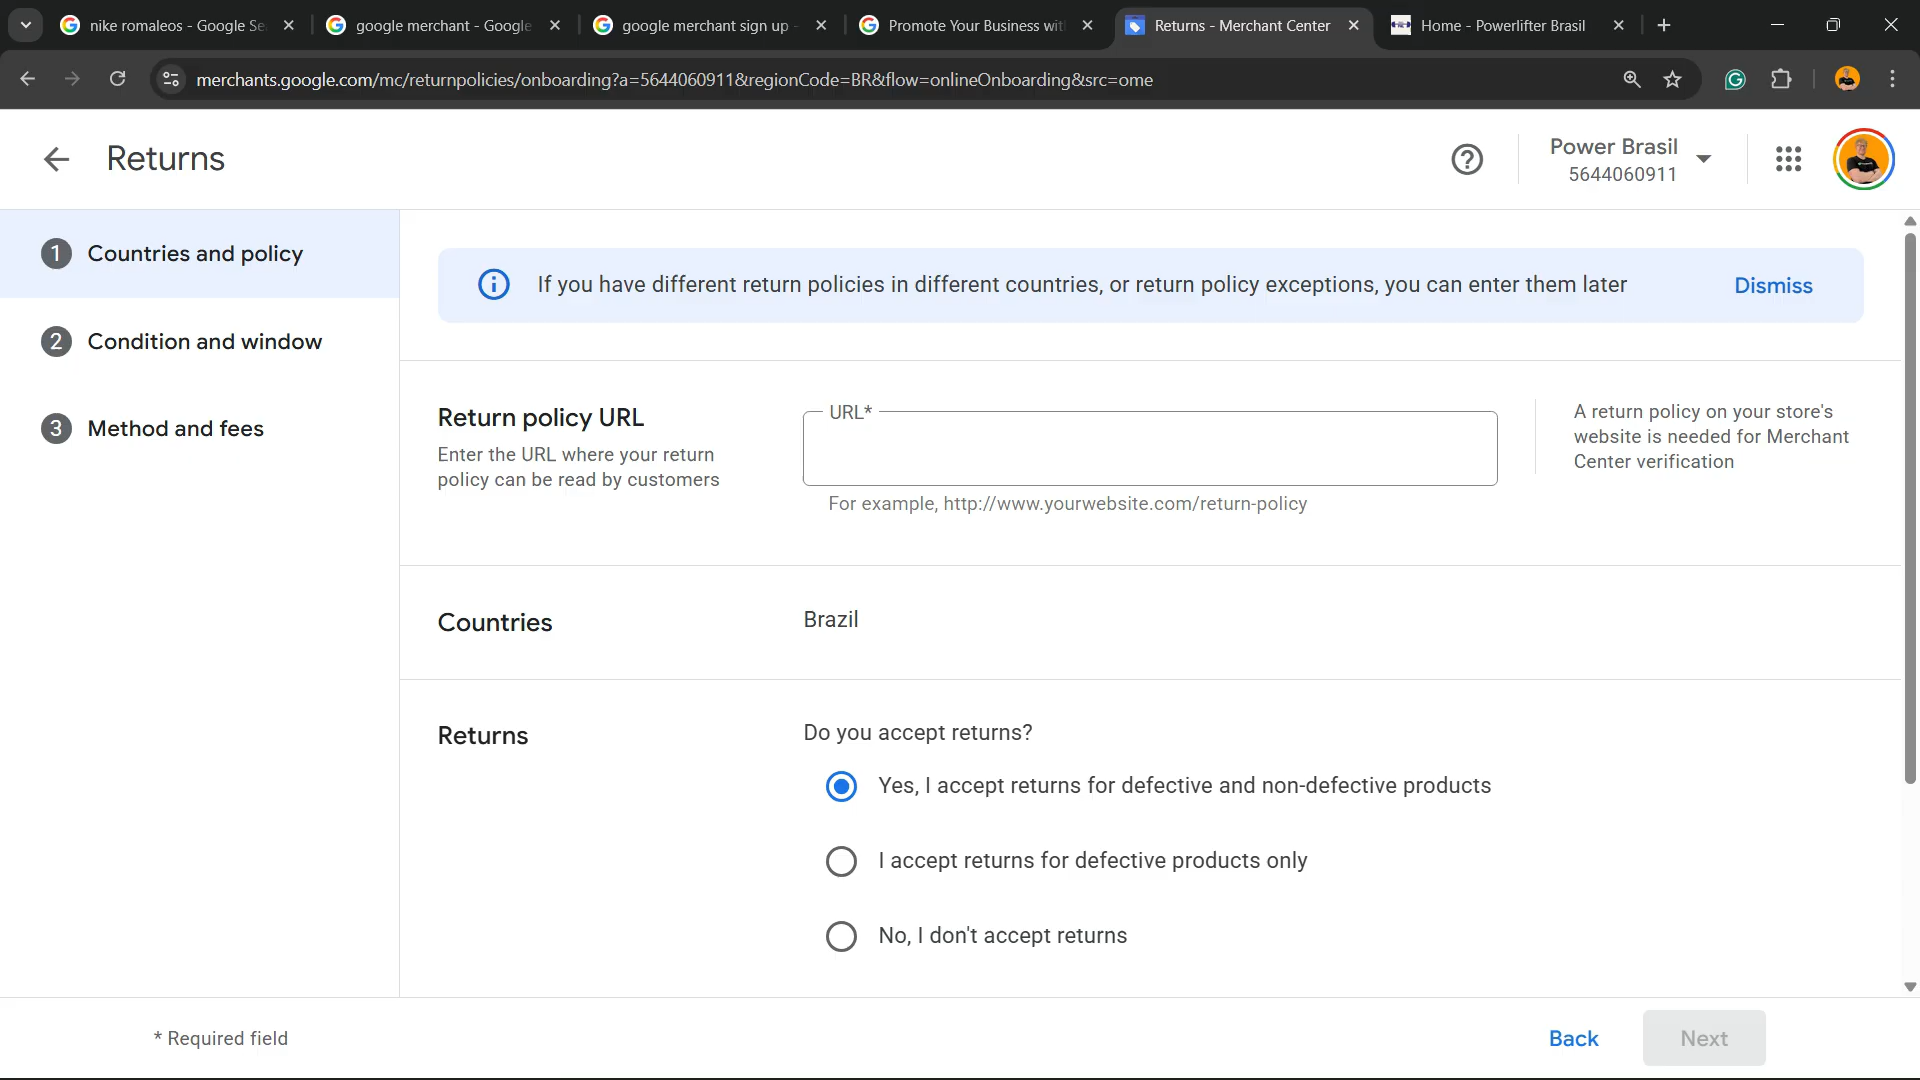 nike romaleos - Google Se
google merchant - Google
google merchant sign up -
Promote Your Business wit
Returns - Merchant Center
Home - Powerlifter Brasil
merchants.google.com/mc/returnpolicies/onboarding?a=5644060911&regionCode=BR&flow=onlineOnboarding&src=ome
Returns
Power Brasil
5644060911
1 Countries and policy
2 Condition and window
3 Method and fees
If you have different return policies in different countries, or return policy exceptions, you can enter them later
Dismiss
Return policy URL
Enter the URL where your return
policy can be read by customers
URL*
For example, http://www.yourwebsite.com/return-policy
A return policy on your store's
website is needed for Merchant
Center verification
Countries
Brazil
Returns
Do you accept returns?
Yes, I accept returns for defective and non-defective products
I accept returns for defective products only
No, I don't accept returns
* Required field
Back
Next